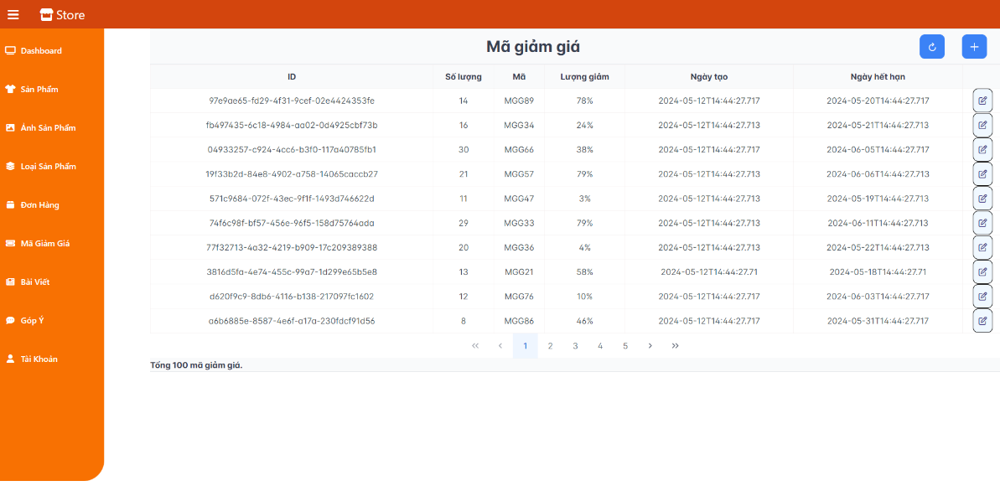 Store
Dashboard
Sản Phẩm
Ảnh Sản Phẩm
Loại Sản Phẩm
Đơn Hàng
Mã Giảm Giá
Bài Viết
Góp Ý
Tài Khoản
Mã giảm giá
ID Số lượng Mã Lượng giảm Ngày tạo Ngày hết hạn
97e9ae65-fd29-4f31-9cef-02e4424353fe 14 MGG89 78% 2024-05-12T14:44:27.717 2024-05-20T14:44:27.717
fb497435-6c18-4984-aa02-0d4925cbf73b 16 MGG34 24% 2024-05-12T14:44:27.713 2024-05-21T14:44:27.713
04933257-c924-4cc6-b3f0-117a40785fb1 30 MGG66 38% 2024-05-12T14:44:27.717 2024-06-05T14:44:27.717
19f33b2d-84e8-4902-a758-14065caccb27 21 MGG57 79% 2024-05-12T14:44:27.713 2024-06-06T14:44:27.713
571c9684-072f-43ec-9f1f-1493d746622d 11 MGG47 3% 2024-05-12T14:44:27.713 2024-05-19T14:44:27.713
74f6c98f-bf57-456e-96f5-158d75764ada 29 MGG33 79% 2024-05-12T14:44:27.713 2024-06-11T14:44:27.713
77f32713-4a32-4219-b909-17c209389388 20 MGG36 4% 2024-05-12T14:44:27.713 2024-05-22T14:44:27.713
3816d5fa-4e74-455c-99a7-1d299e65b5e8 13 MGG21 58% 2024-05-12T14:44:27.71 2024-05-18T14:44:27.71
d620f9c9-8db6-4116-b138-217097fc1602 12 MGG76 10% 2024-05-12T14:44:27.717 2024-06-03T14:44:27.717
a6b6885e-8587-4e6f-a17a-230fdcf91d56 8 MGG86 46% 2024-05-12T14:44:27.717 2024-05-31T14:44:27.717
« ‹ 1 2 3 4 5 › »
Tổng 100 mã giảm giá.